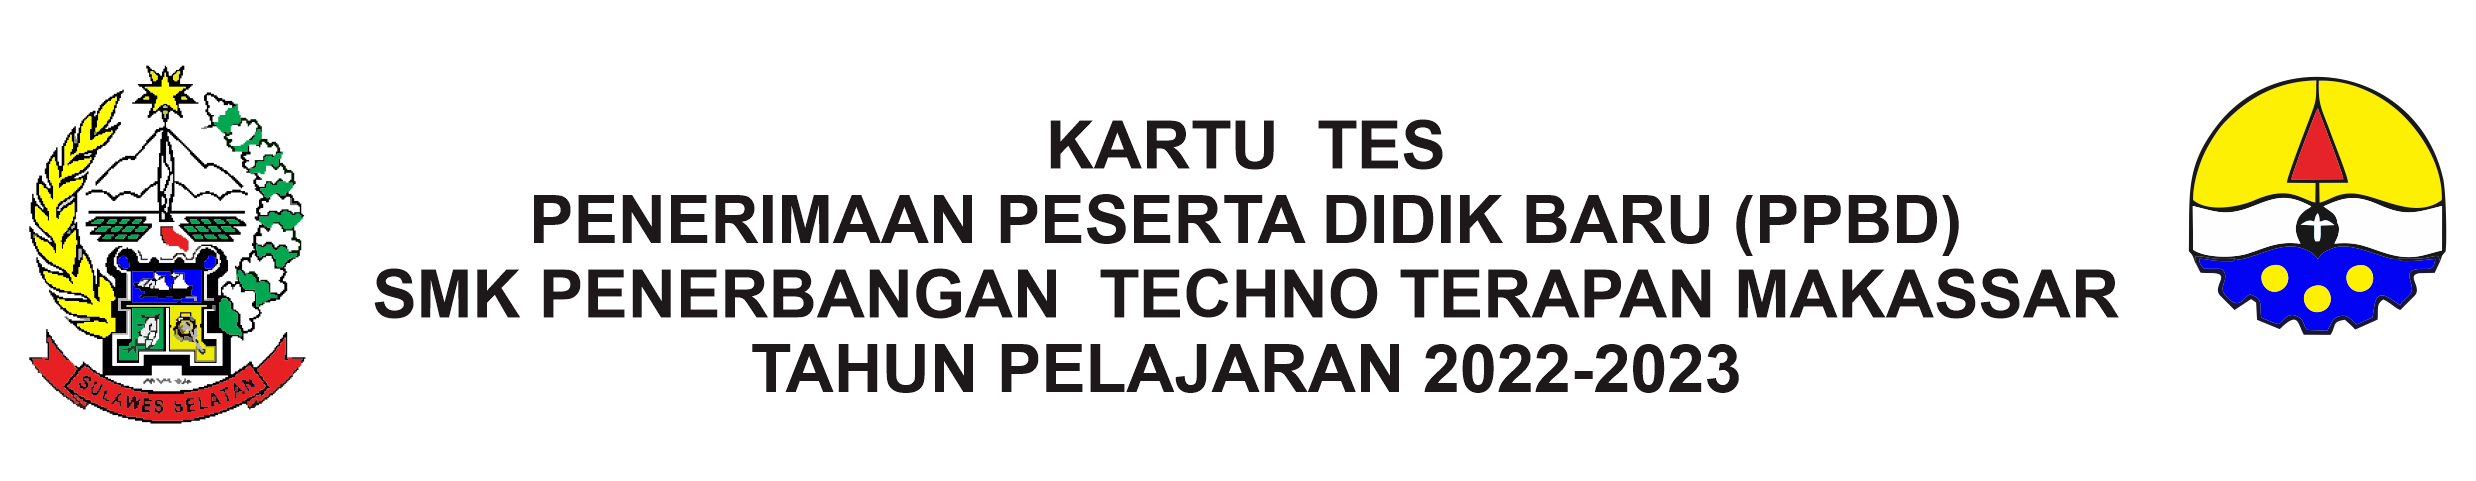 KARTU TES
PENERIMAAN PESERTA DIDIK BARU (PPBD)
SMK PENERBANGAN TECHNO TERAPAN MAKASSAR
TAHUN PELAJARAN 2022-2023
SULAWES SELATAN